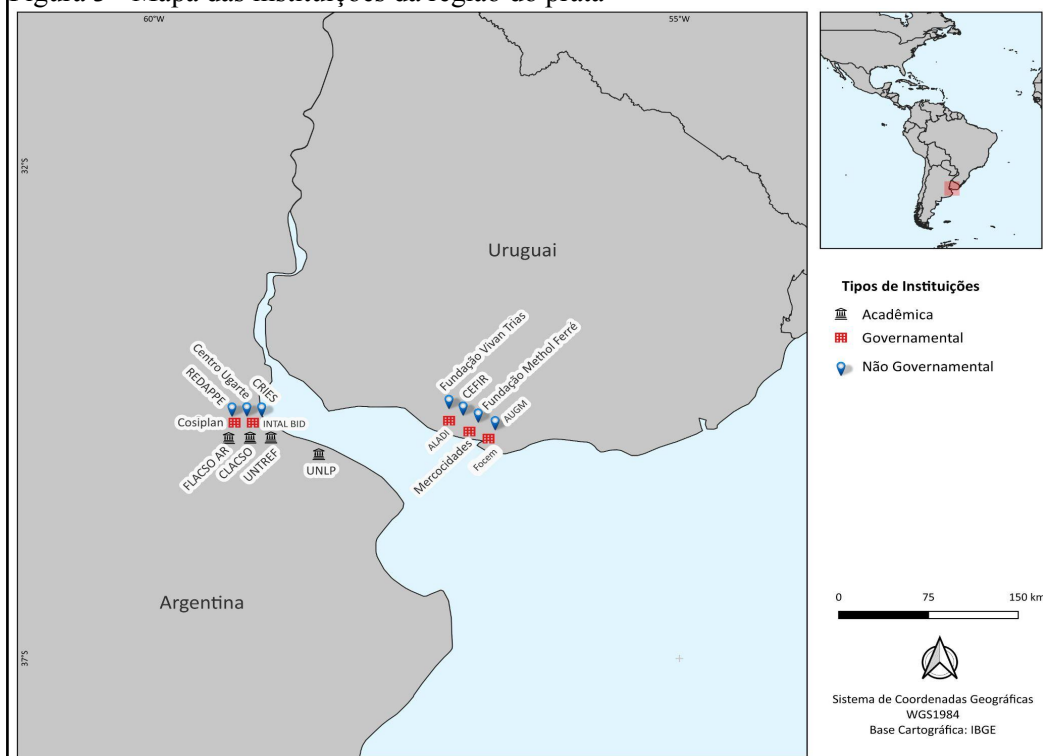 Figura 3 - Mapa das instituições da região do prata
60°W
55°W
32°S
37°S
Uruguai
Argentina
REDAPPE
Centro Ugarte
CRIES
Cosiplan
INTAL BID
FLACSO AR
CLACSO
UNTREF
UNLP
Fundação Vivan Trias
CEFIR
Fundação Methol Ferré
AUGM
ALADI
Mercocidades
Focem
Tipos de Instituições
Acadêmica
Governamental
Não Governamental
0 75 150 km
Sistema de Coordenadas Geográficas
WGS1984
Base Cartográfica: IBGE